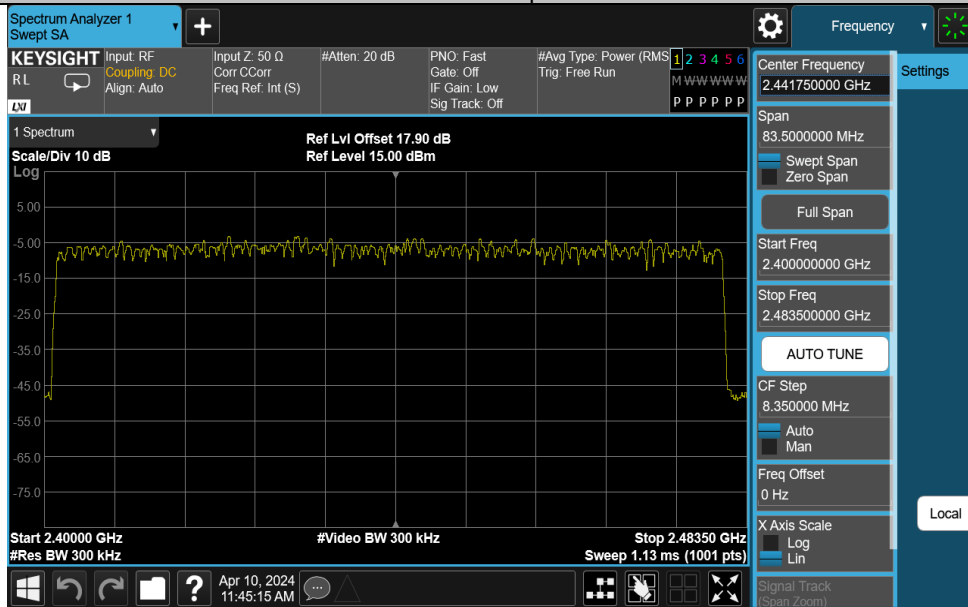 Spectrum Analyzer 1
Swept SA
+
Frequency
KEYSIGHT
R L
LXI
Input: RF
Coupling: DC
Align: Auto
Input Z: 50 Ω
Corr CCorr
Freq Ref: Int (S)
#Atten: 20 dB
PNO: Fast
Gate: Off
IF Gain: Low
Sig Track: Off
#Avg Type: Power (RMS
Trig: Free Run
1 2 3 4 5 6
M W W W W W
P P P P P P
Center Frequency
2.441750000 GHz
Settings
Span
83.5000000 MHz
Swept Span
Zero Span
Full Span
Start Freq
2.400000000 GHz
Stop Freq
2.483500000 GHz
AUTO TUNE
CF Step
8.350000 MHz
Auto
Man
Freq Offset
0 Hz
X Axis Scale
Log
Lin
Signal Track
(Span Zoom)
Local
1 Spectrum
Scale/Div 10 dB
Log
Ref Lvl Offset 17.90 dB
Ref Level 15.00 dBm
5.00
-5.00
-15.0
-25.0
-35.0
-45.0
-55.0
-65.0
-75.0
Start 2.40000 GHz
#Res BW 300 kHz
#Video BW 300 kHz
Stop 2.48350 GHz
Sweep 1.13 ms (1001 pts)
?
Apr 10, 2024
11:45:15 AM